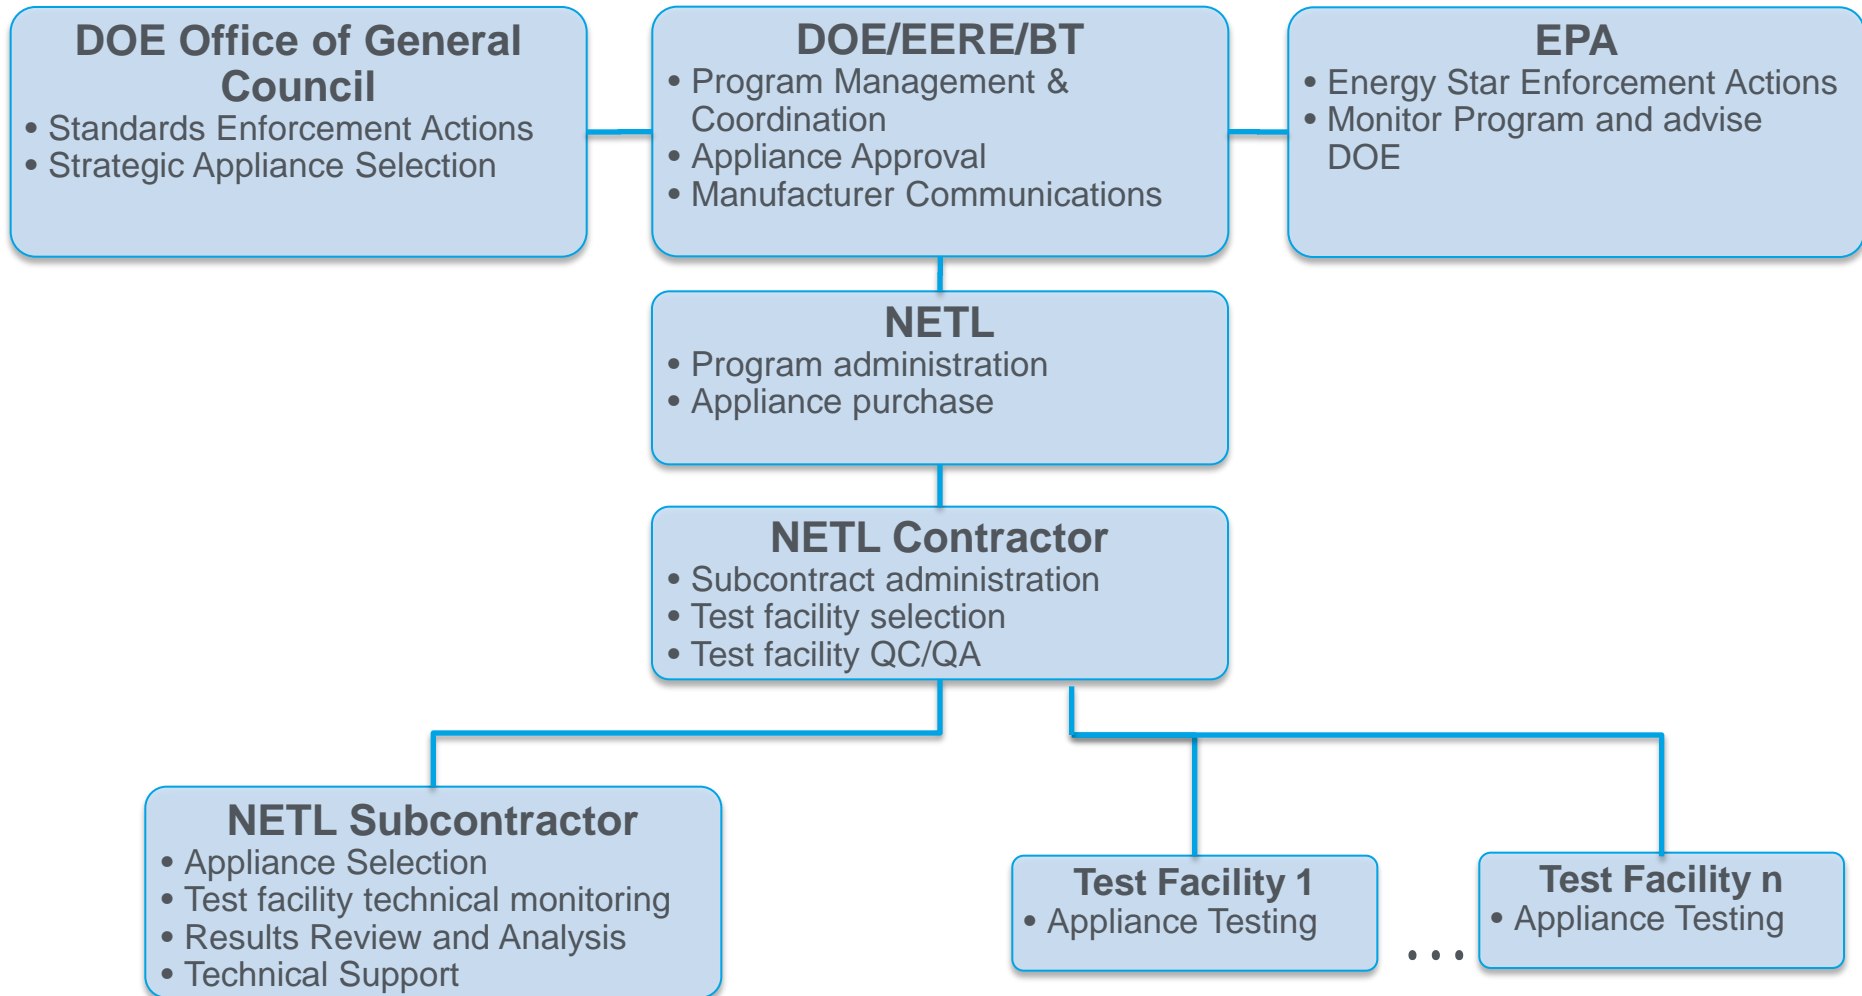 DOE Office of General
Council
• Standards Enforcement Actions
• Strategic Appliance Selection
DOE/EERE/BT
• Program Management &
Coordination
• Appliance Approval
• Manufacturer Communications
EPA
• Energy Star Enforcement Actions
• Monitor Program and advise
DOE
NETL
• Program administration
• Appliance purchase
NETL Contractor
• Subcontract administration
• Test facility selection
• Test facility QC/QA
NETL Subcontractor
• Appliance Selection
• Test facility technical monitoring
• Results Review and Analysis
• Technical Support
Test Facility 1
• Appliance Testing
...
Test Facility n
• Appliance Testing